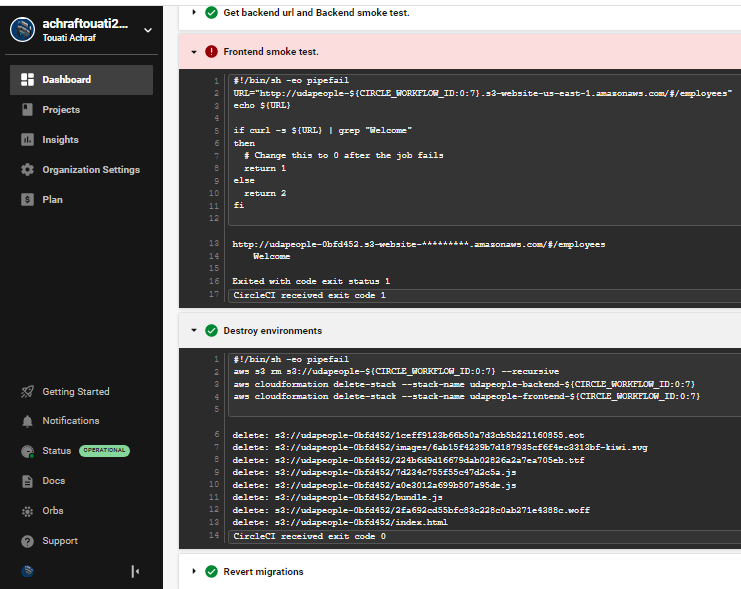 achraftouati2...
Touati Achraf
Dashboard
Projects
Insights
Organization Settings
Plan
Getting Started
Notifications
Status OPERATIONAL
Docs
Orbs
Support
Get backend url and Backend smoke test.
Frontend smoke test.
1 #!/bin/sh -eo pipefail
2 URL="http://udapeople-${CIRCLE_WORKFLOW_ID:0:7}.s3-website-us-east-1.amazonaws.com/#/employees"
3 echo ${URL}
4
5 if curl -s ${URL} | grep "Welcome"
6 then
7 # Change this to 0 after the job fails
8 return 1
9 else
10 return 2
11 fi
12
13 http://udapeople-0bfd452.s3-website-*********.amazonaws.com/#/employees
14 Welcome
15
16 Exited with code exit status 1
17 CircleCI received exit code 1
Destroy environments
1 #!/bin/sh -eo pipefail
2 aws s3 rm s3://udapeople-${CIRCLE_WORKFLOW_ID:0:7} --recursive
3 aws cloudformation delete-stack --stack-name udapeople-backend-${CIRCLE_WORKFLOW_ID:0:7}
4 aws cloudformation delete-stack --stack-name udapeople-frontend-${CIRCLE_WORKFLOW_ID:0:7}
5
6 delete: s3://udapeople-0bfd452/1ceff9123b66b50a7d3cb5b221160855.eot
7 delete: s3://udapeople-0bfd452/images/6ab15f4239b7d187935cf6f4ec3313bf-kiwi.svg
8 delete: s3://udapeople-0bfd452/224b6d9d16679dab02826a2a7ea705eb.ttf
9 delete: s3://udapeople-0bfd452/7d234c755f55c47d2c5a.js
10 delete: s3://udapeople-0bfd452/a0e3012a699b507a95de.js
11 delete: s3://udapeople-0bfd452/bundle.js
12 delete: s3://udapeople-0bfd452/2fa692cd55bfc83c228c0ab271e4388c.woff
13 delete: s3://udapeople-0bfd452/index.html
14 CircleCI received exit code 0
Revert migrations